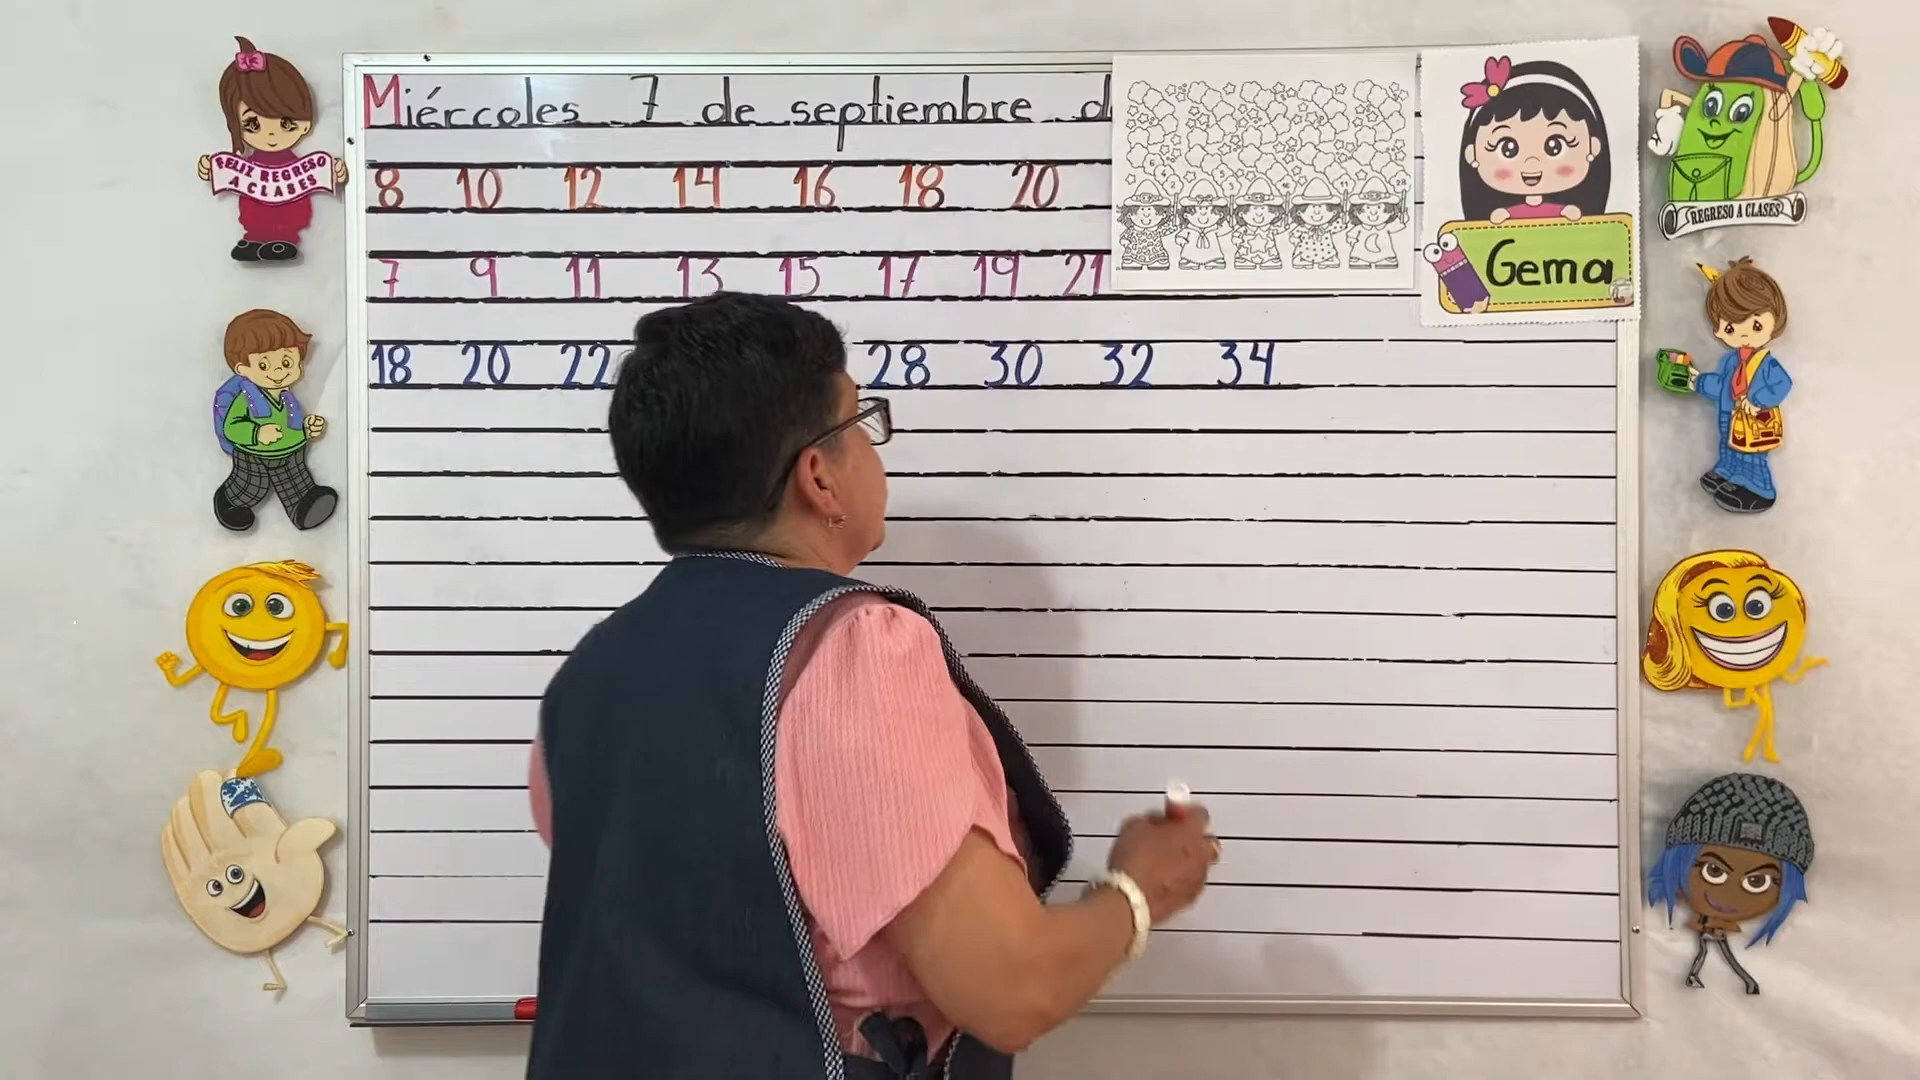 Miércoles 7 de septiembre d
8 10 12 14 16 18 20
7 9 11 13 15 17 19 21
18 20 22 28 30 32 34
Gema
FELIZ REGRESO
A CLASES
REGRESO A CLASES